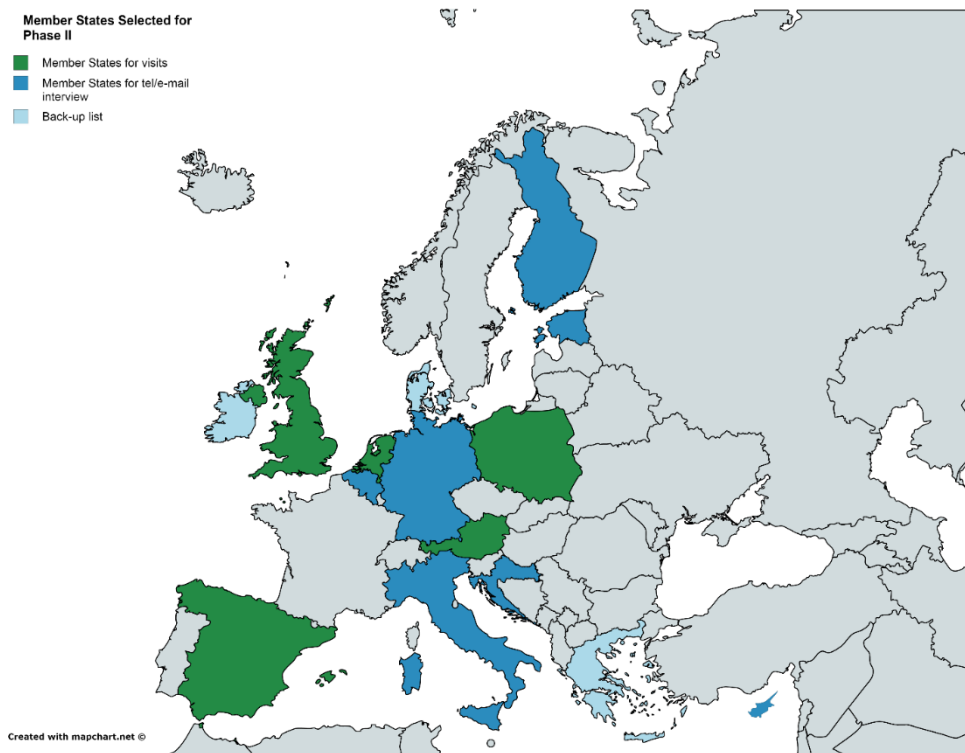 Member States Selected for
Phase II
Member States for visits
Member States for tel/e-mail
interview
Back-up list
Created with mapchart.net ©